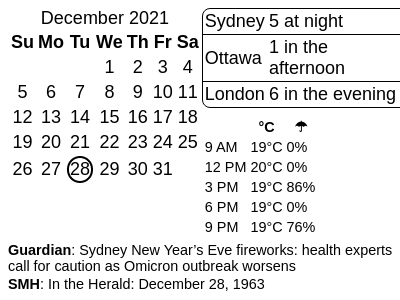 December 2021
Su Mo Tu We Th Fr Sa
1 2 3 4
5 6 7 8 9 10 11
12 13 14 15 16 17 18
19 20 21 22 23 24 25
26 27 28 29 30 31
Sydney 5 at night
Ottawa 1 in the afternoon
London 6 in the evening
°C ☂
9 AM 19°C 0%
12 PM 20°C 0%
3 PM 19°C 86%
6 PM 19°C 0%
9 PM 19°C 76%
Guardian: Sydney New Year’s Eve fireworks: health experts
call for caution as Omicron outbreak worsens
SMH: In the Herald: December 28, 1963